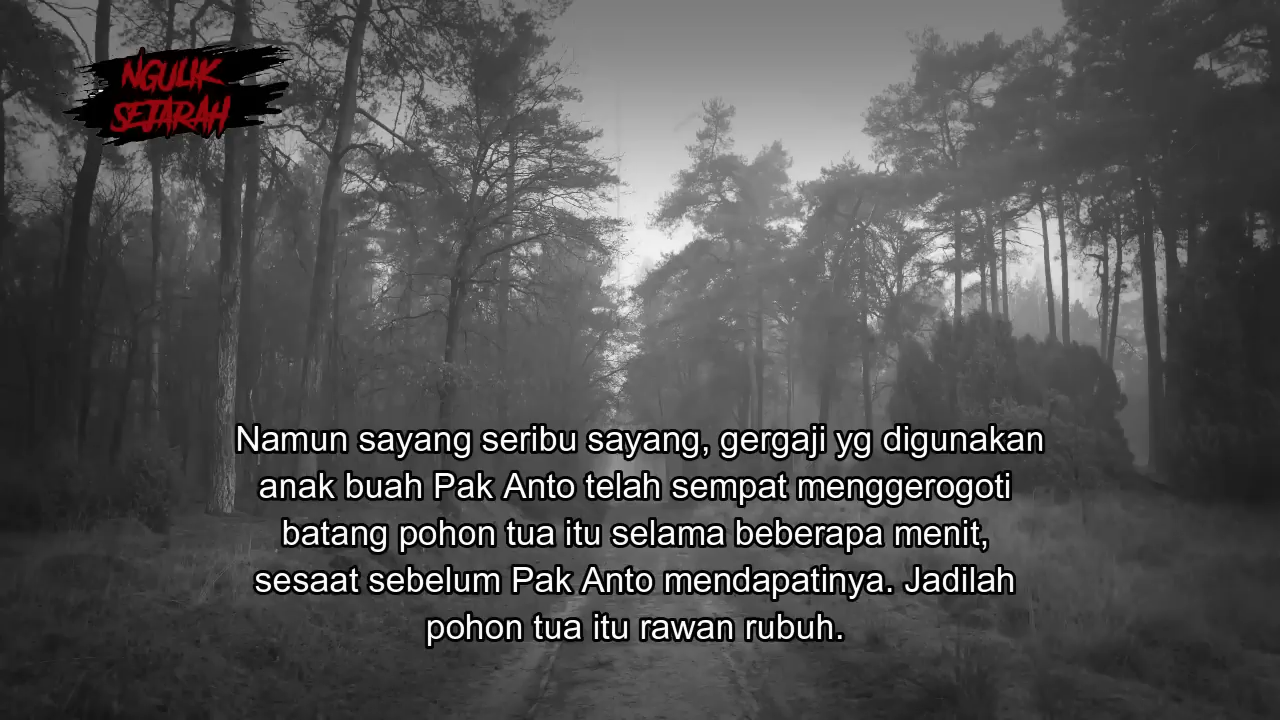 NGULIK
SEJARAH
Namun sayang seribu sayang, gergaji yg digunakan
anak buah Pak Anto telah sempat menggerogoti
batang pohon tua itu selama beberapa menit,
sesaat sebelum Pak Anto mendapatinya. Jadilah
pohon tua itu rawan rubuh.